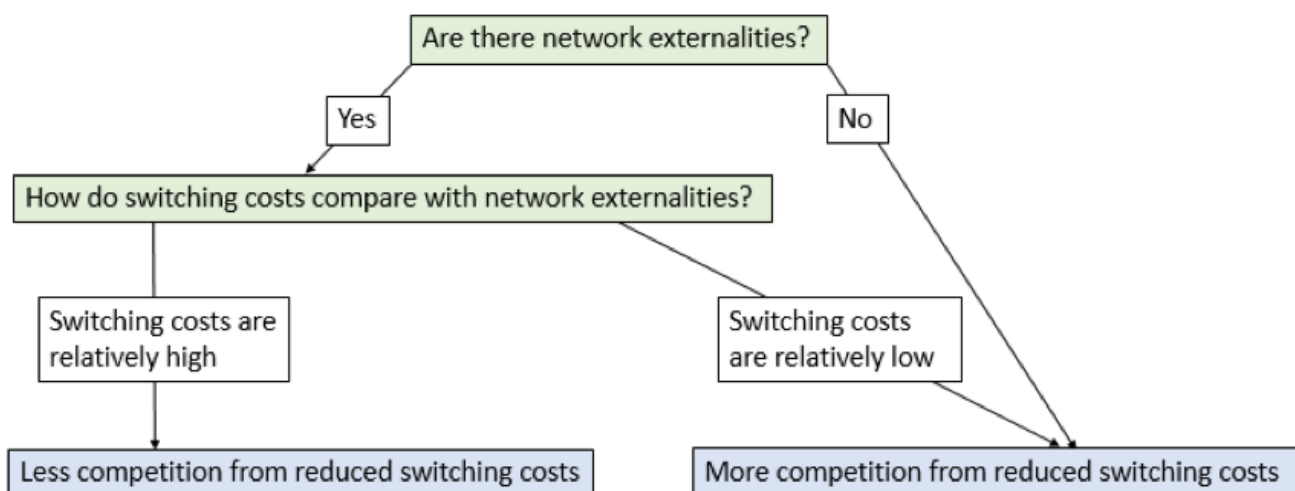 Are there network externalities?
Yes
No
How do switching costs compare with network externalities?
Switching costs are
relatively high
Switching costs
are relatively low
Less competition from reduced switching costs
More competition from reduced switching costs